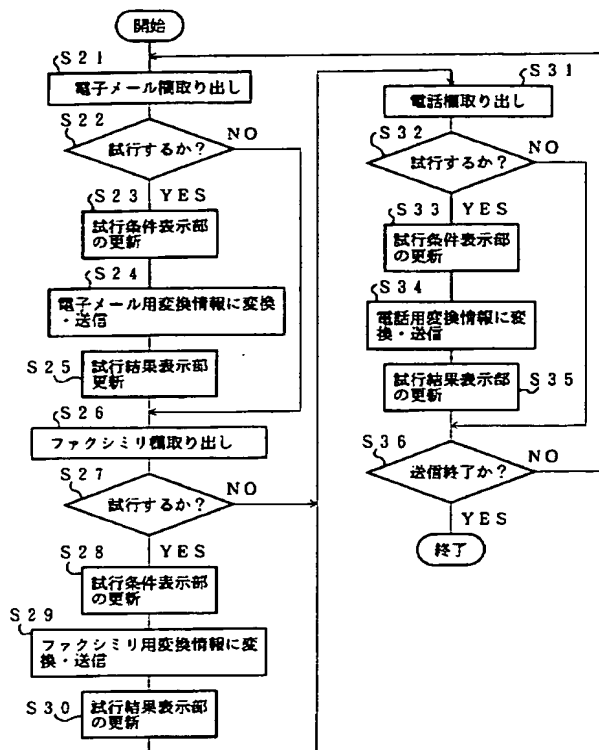 開始
S21
電子メール欄取り出し
S22
試行するか?
NO
YES
S23
試行条件表示部
の更新
S24
電子メール用変換情報に変換
・送信
S25
試行結果表示部
更新
S26
ファクシミリ欄取り出し
S27
試行するか?
NO
YES
S28
試行条件表示部
の更新
S29
ファクシミリ用変換情報に変
換・送信
S30
試行結果表示部
の更新
S31
電話欄取り出し
S32
試行するか?
NO
YES
S33
試行条件表示部
の更新
S34
電話用変換情報に変
換・送信
試行結果表示部
の更新
S35
S36
送信終了か?
NO
YES
終了